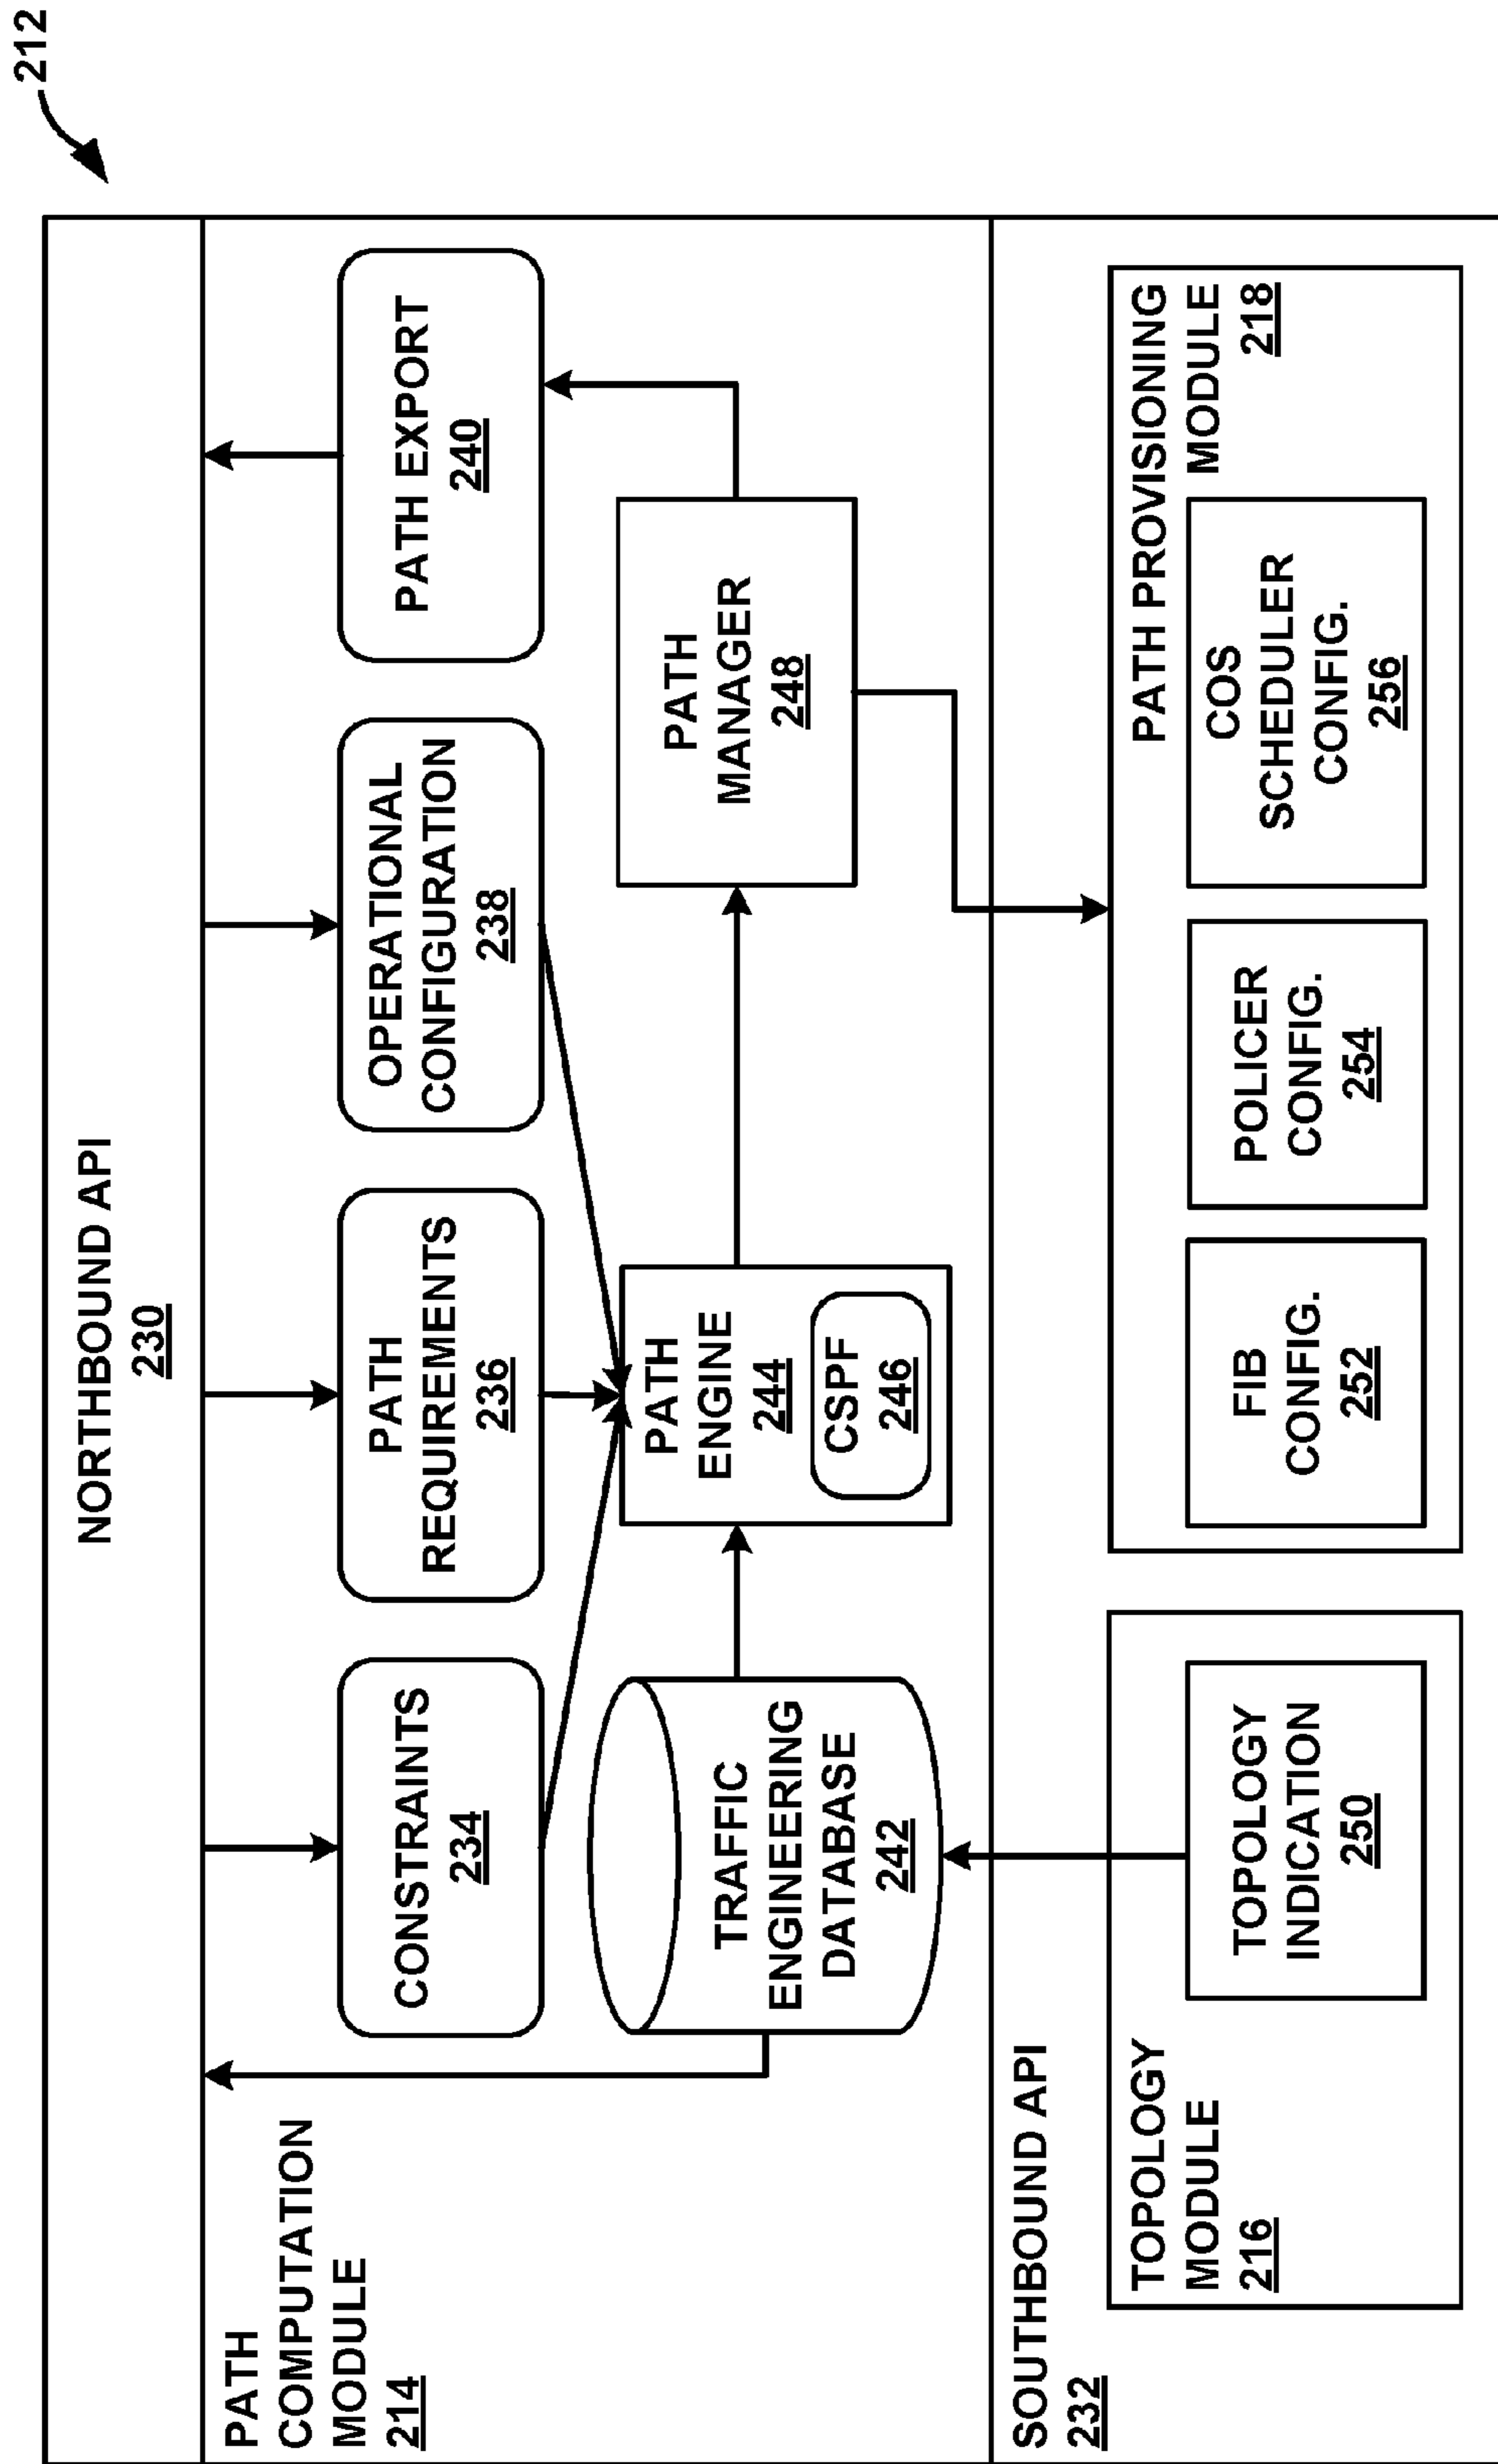 212
NORTHBOUND API
230
PATH
COMPUTATION
MODULE
214
CONSTRAINTS
234
PATH
REQUIREMENTS
236
OPERATIONAL
CONFIGURATION
238
PATH EXPORT
240
TRAFFIC
ENGINEERING
DATABASE
242
PATH
ENGINE
244
CSPF
246
PATH
MANAGER
248
SOUTHBOUND API
232
TOPOLOGY
MODULE
216
TOPOLOGY
INDICATION
250
PATH PROVISIONING
MODULE
218
FIB
CONFIG.
252
POLICER
CONFIG.
254
COS
SCHEDULER
CONFIG.
256